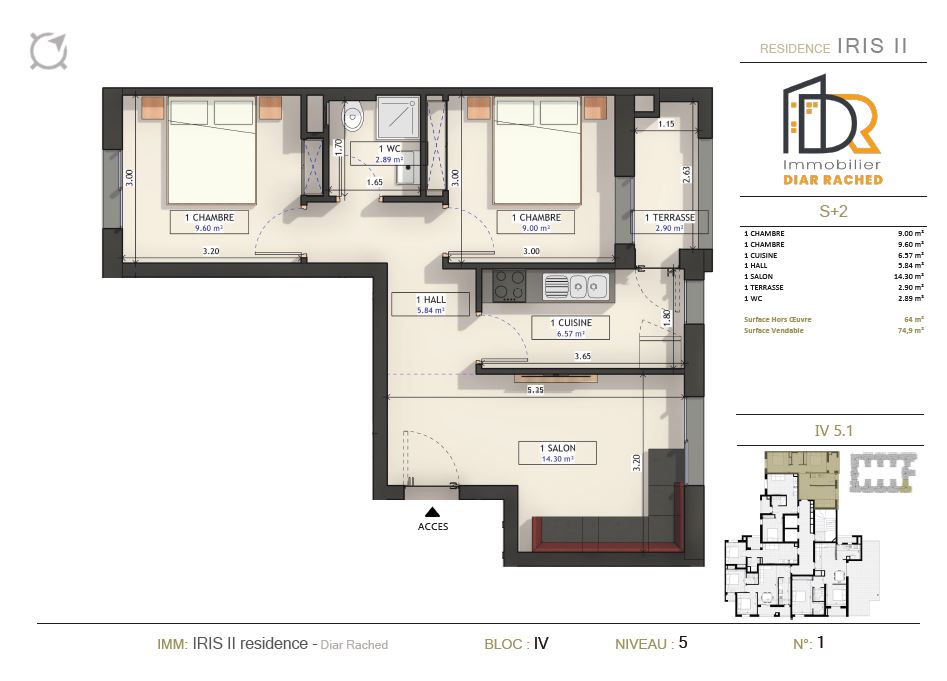 RESIDENCE IRIS II
DR
Immobilier
DIAR RACHED
S+2
1 CHAMBRE 9.00 m²
1 CHAMBRE 9.60 m²
1 CUISINE 6.57 m²
1 HALL 5.84 m²
1 SALON 14.30 m²
1 TERRASSE 2.90 m²
1 WC 2.89 m²
Surface Hors Œuvre 64 m²
Surface Vendable 74,9 m²
IV 5.1
3.00
1 CHAMBRE
9.60 m²
3.20
1.70
1 WC
2.89 m²
1.65
3.00
1 CHAMBRE
9.00 m²
3.00
1.15
2.63
1 TERRASSE
2.90 m²
1 HALL
5.84 m²
1 CUISINE
6.57 m²
1.80
3.65
5.35
1 SALON
14.30 m²
3.20
ACCES
IMM: IRIS II residence - Diar Rached
BLOC : IV
NIVEAU : 5
N°: 1